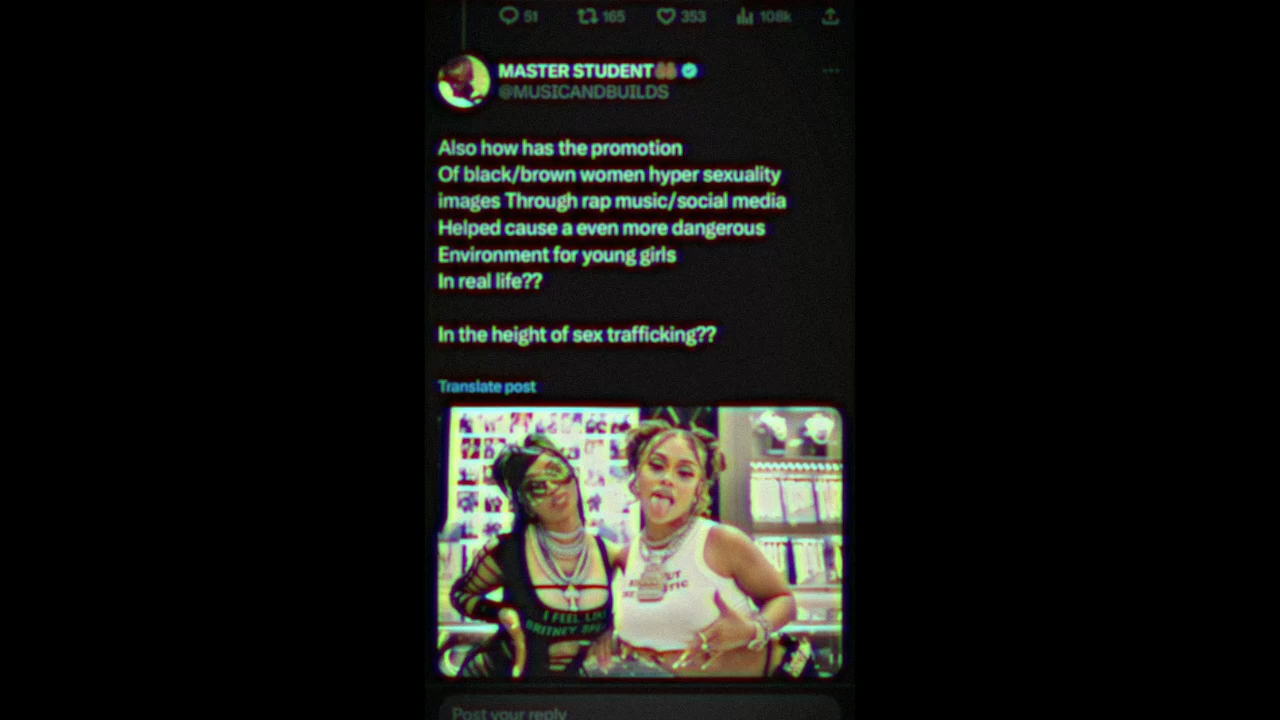 51 165 353 108k
MASTER STUDENT
@MUSICANDBUILDS
Also how has the promotion
Of black/brown women hyper sexuality
images Through rap music/social media
Helped cause a even more dangerous
Environment for young girls
In real life??
In the height of sex trafficking??
Translate post
I FEEL LIKE
BRITNEY
Post your reply